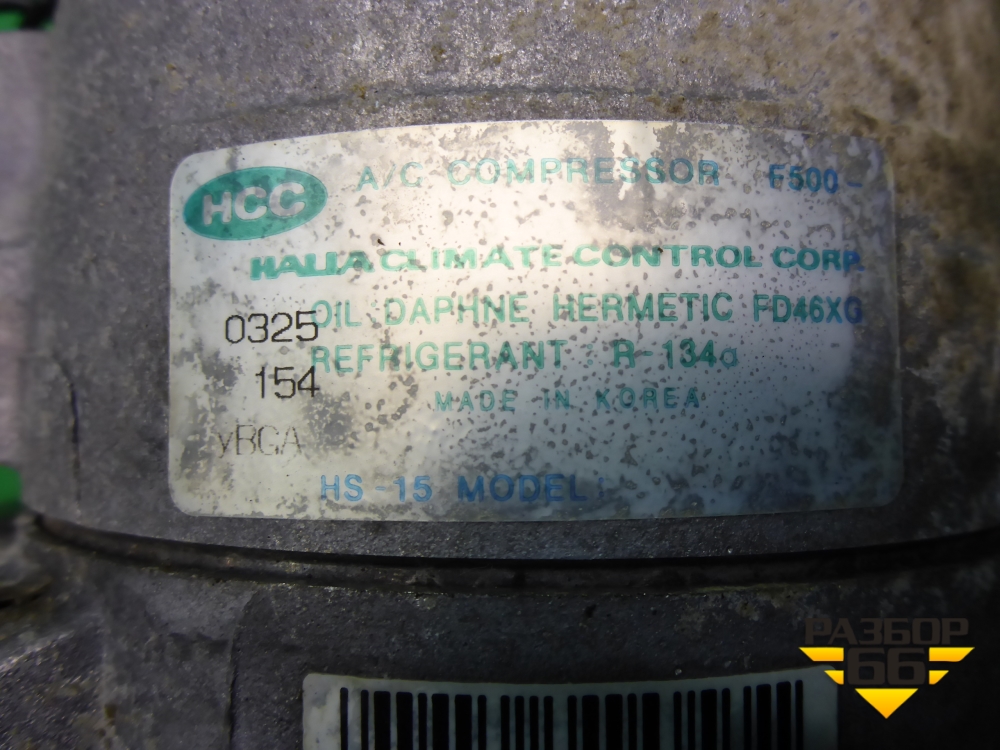 HCC
A/C COMPRESSOR F500-
HALLA CLIMATE CONTROL CORP.
0325
OIL DAPHNE HERMETIC FD46XG
REFRIGERANT R-134a
154
MADE IN KOREA
yBGA
HS-15 MODEL
РАЗБОР
66